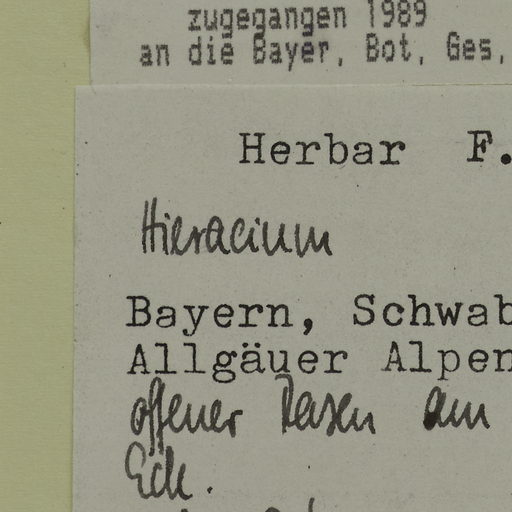 zugegangen 1989
an die Bayer. Bot. Ges.
Herbar F.
Hieracium
Bayern, Schwab
Allgäuer Alpen
offener Rasen am
Eck.